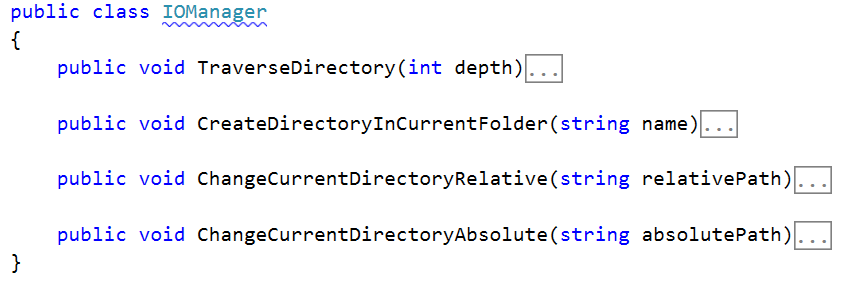 public class IOManager
{
public void TraverseDirectory(int depth)...
public void CreateDirectoryInCurrentFolder(string name)...
public void ChangeCurrentDirectoryRelative(string relativePath)...
public void ChangeCurrentDirectoryAbsolute(string absolutePath)...
}